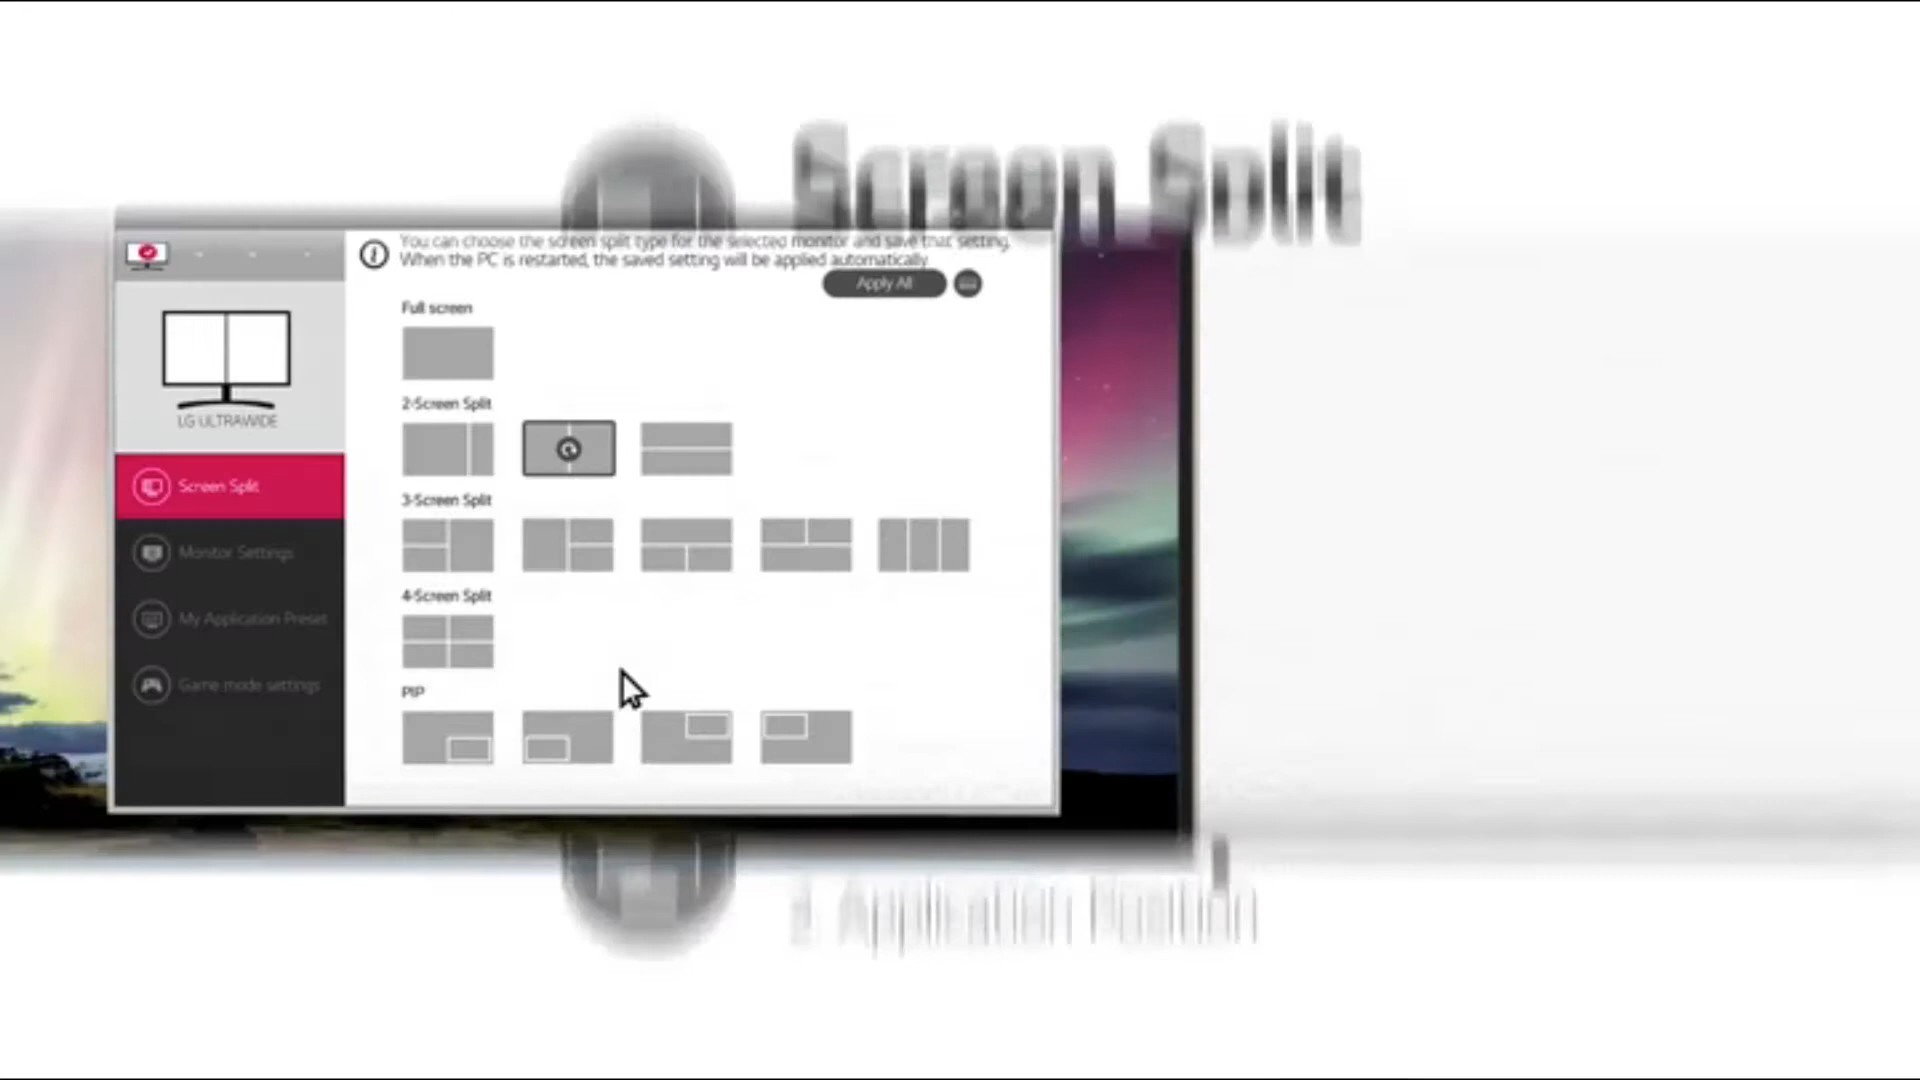 Screen Split
You can choose the screen split type for the selected monitor and save that setting.
When the PC is restarted, the saved setting will be applied automatically
Apply All
LG ULTRAWIDE
Screen Split
Monitor Settings
My Application Preset
Game mode settings
Full screen
2-Screen Split
3-Screen Split
4-Screen Split
PIP
Application